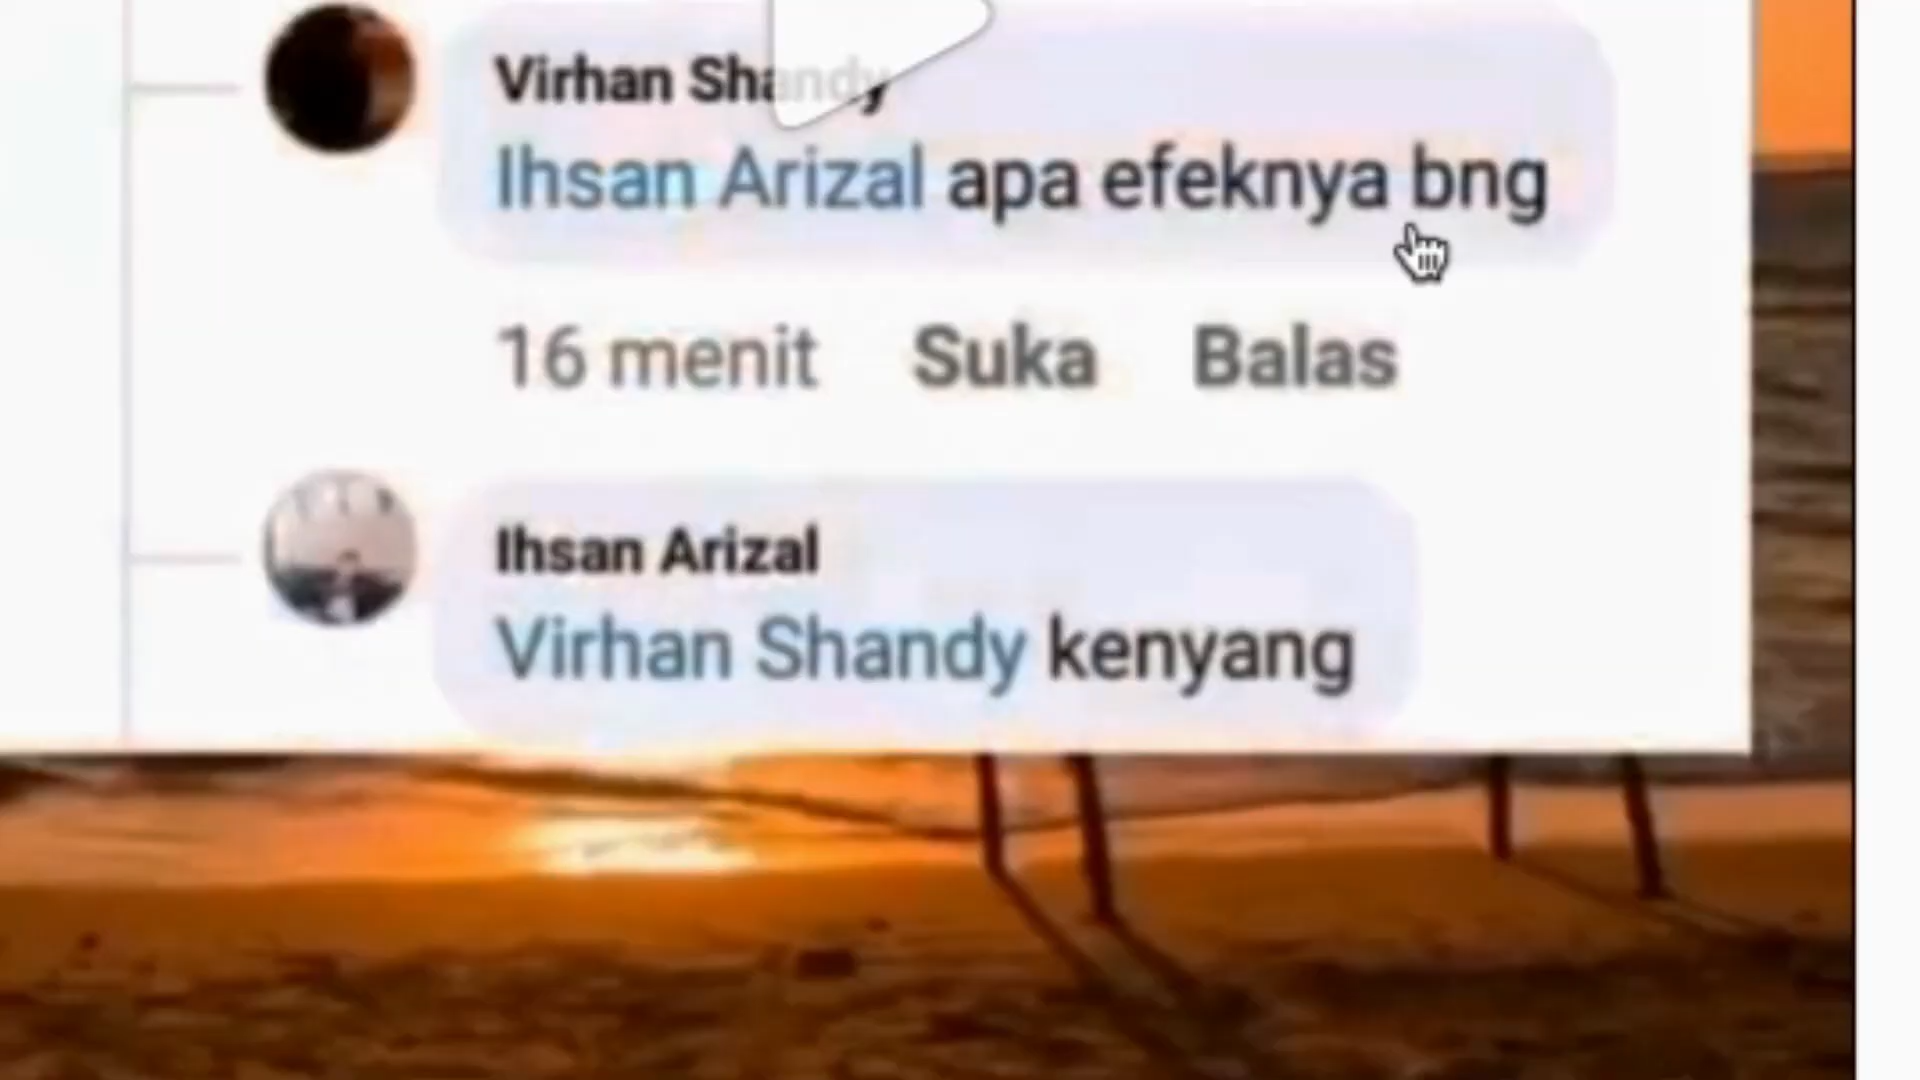 Virhan Shandy
Ihsan Arizal apa efeknya bng
16 menit Suka Balas
Ihsan Arizal
Virhan Shandy kenyang